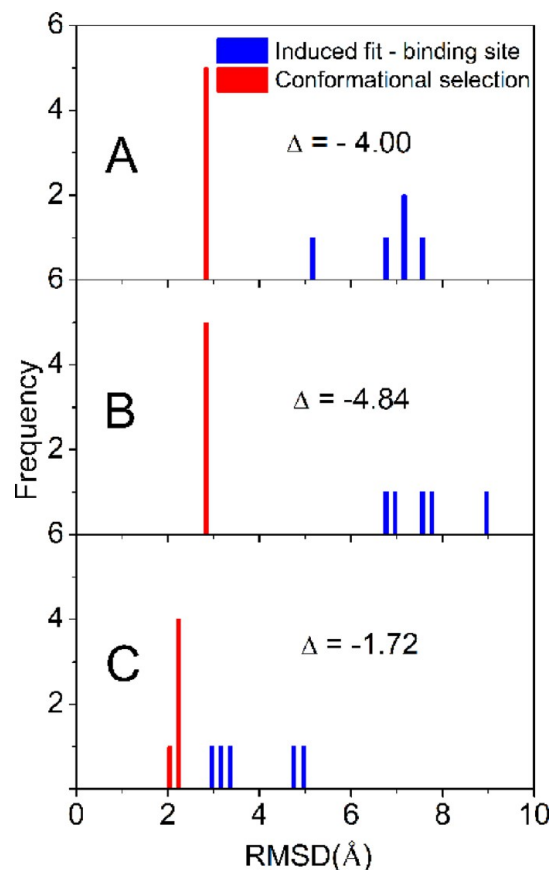 6
Induced fit - binding site
Conformational selection
A
Δ = - 4.00
4
2
6
B
Δ = -4.84
4
2
Frequency
6
C
Δ = -1.72
4
2
0 2 4 6 8 10
RMSD(Å)